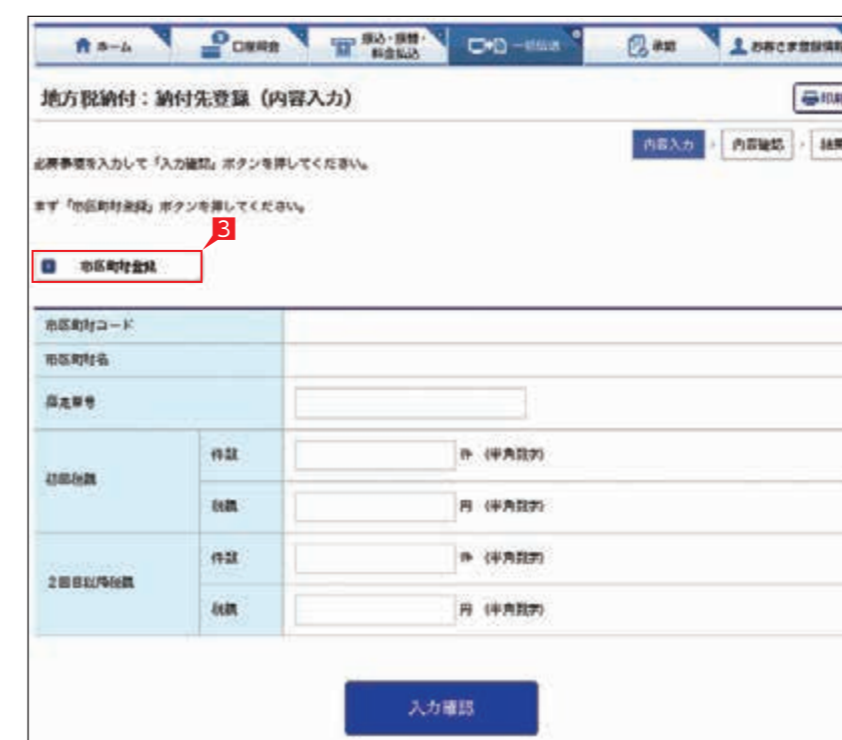 ホーム 口座照会 振込・振替・ 一括伝送 承認 お客さま登録情報
料金払込
地方税納付：納付先登録（内容入力） 印刷
内容入力 内容確認 結果
必要事項を入力して「入力確認」ボタンを押してください。
まず「市区町村登録」ボタンを押してください。
3
市区町村登録
市区町村コード
市区町村名
指定番号
初回税額 件数 件（半角数字）
税額 円（半角数字）
2回目以降税額 件数 件（半角数字）
税額 円（半角数字）
入力確認